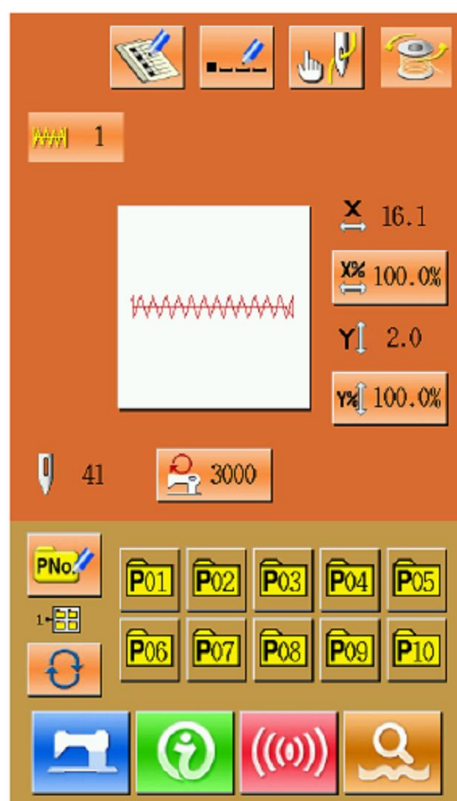 1
X 16.1
X% 100.0%
Y 2.0
Y% 100.0%
41 3000
PNo.
P01 P02 P03 P04 P05
1
P06 P07 P08 P09 P10